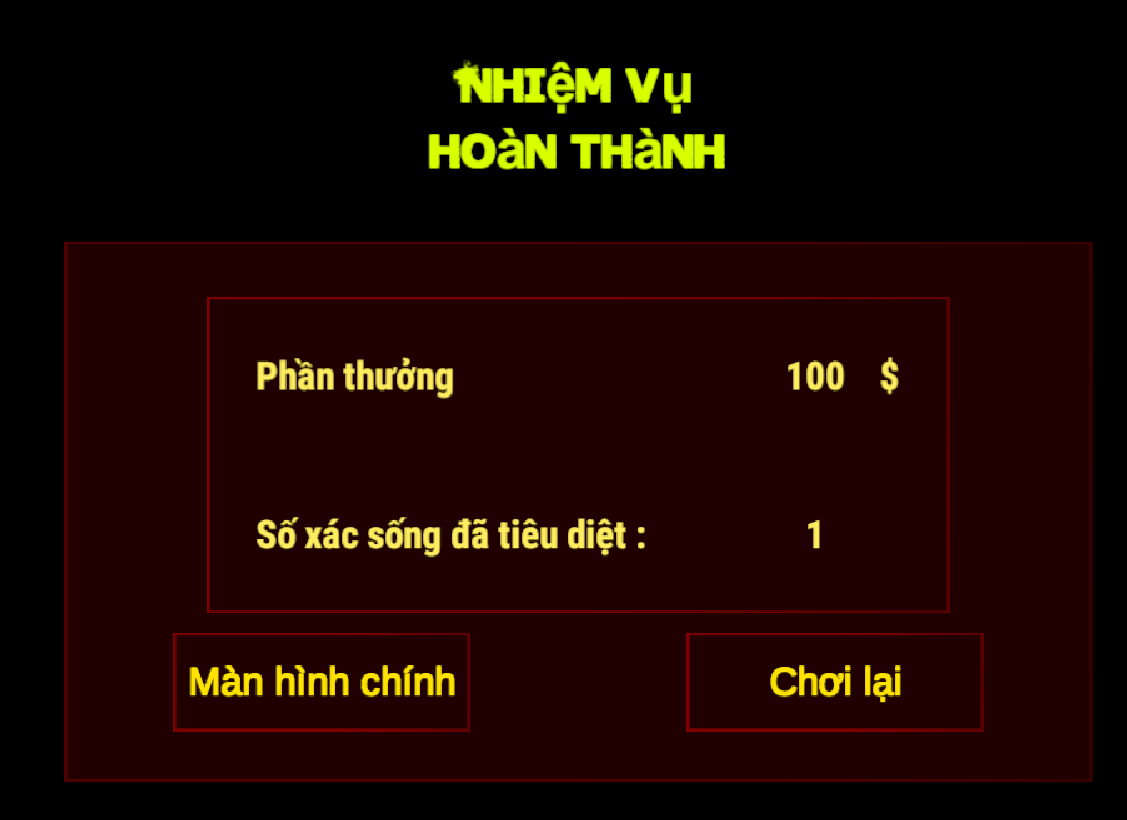 NHIệM Vụ
HOàN THàNH
Phần thưởng 100 $
Số xác sống đã tiêu diệt : 1
Màn hình chính
Chơi lại